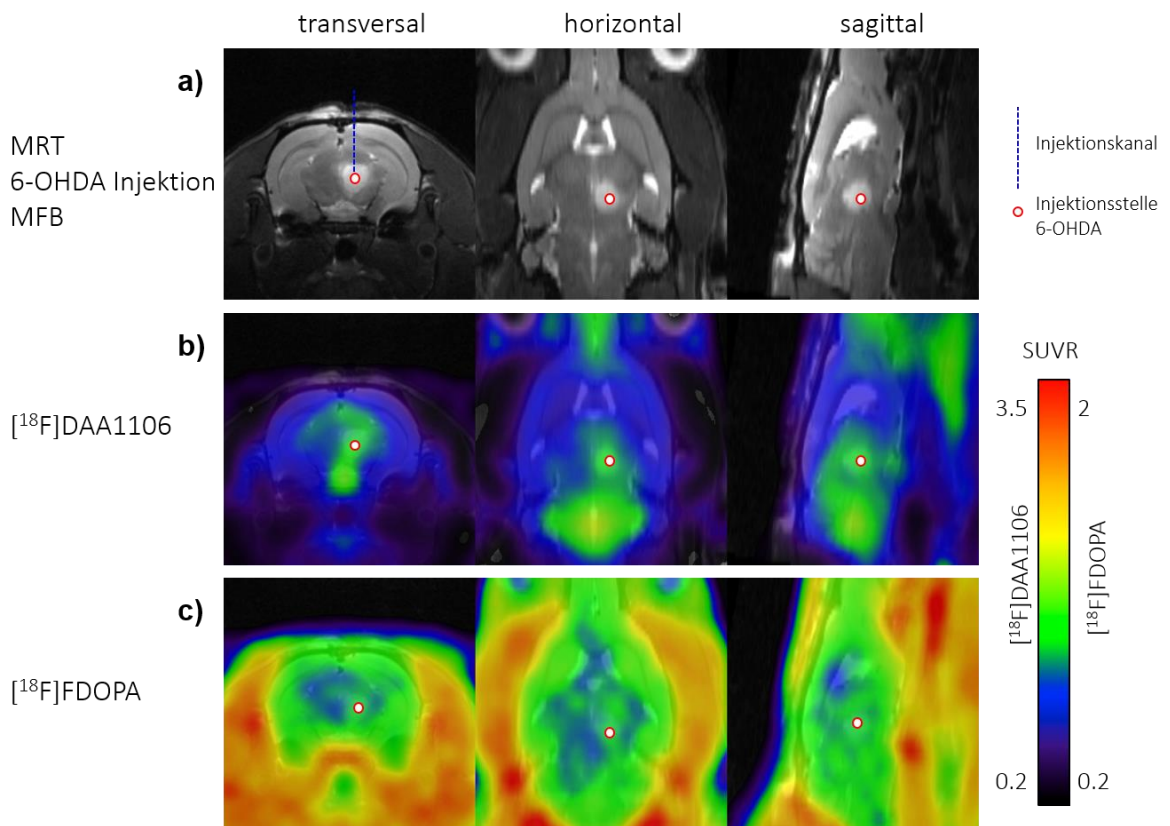 transversal
horizontal
sagittal
a)
MRT
6-OHDA Injektion
MFB
Injektionskanal
Injektionsstelle
6-OHDA
b)
[¹⁸F]DAA1106
SUVR
3.5
2
[¹⁸F]DAA1106
[¹⁸F]FDOPA
0.2
0.2
c)
[¹⁸F]FDOPA